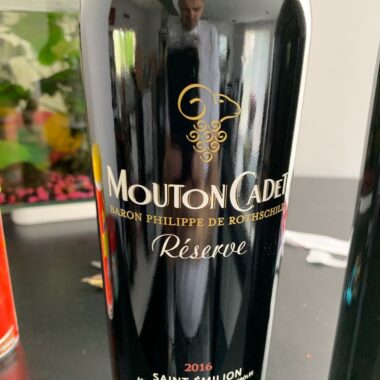 MOUTON CADET
BARON PHILIPPE DE ROTHSCHILD
Réserve
2016
SAINT-ÉMILION